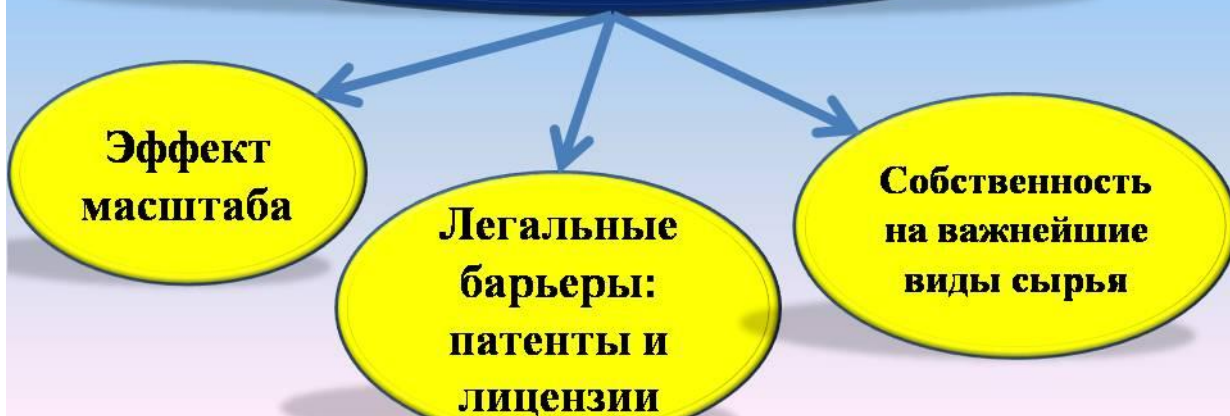 Эффект
масштаба
Легальные
барьеры:
патенты и
лицензии
Собственность
на важнейшие
виды сырья